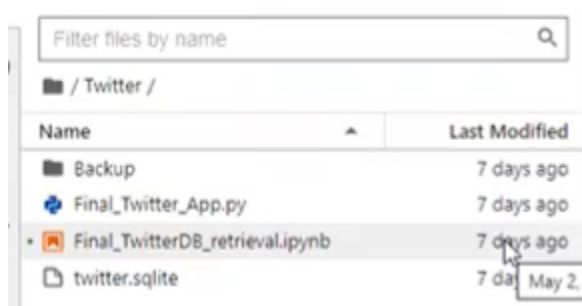 Filter files by name
/ Twitter /
Name Last Modified
Backup 7 days ago
Final_Twitter_App.py 7 days ago
Final_TwitterDB_retrieval.ipynb 7 days ago
twitter.sqlite 7 da May 2,